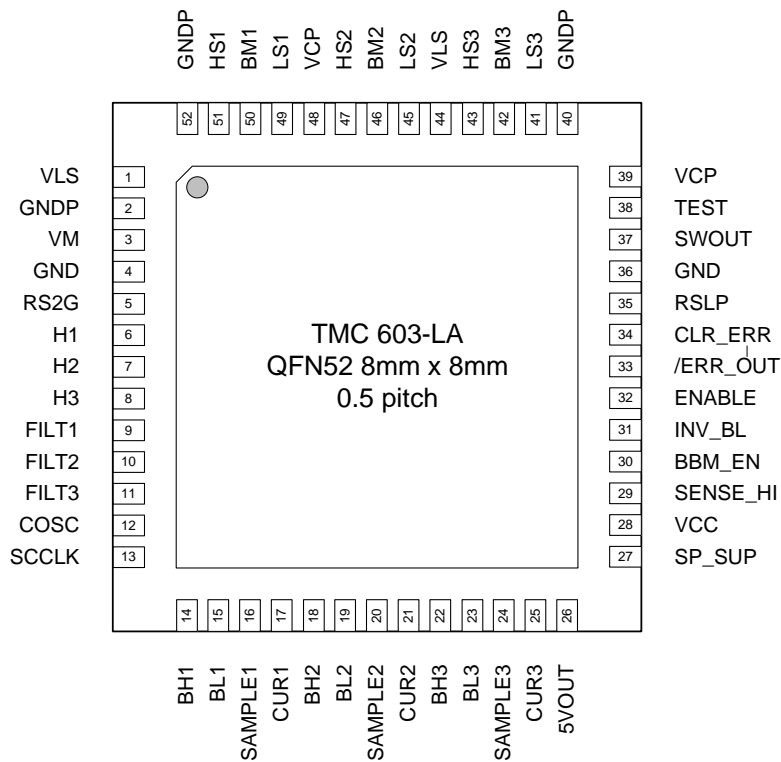 GNDP
HS1
BM1
LS1
VCP
HS2
BM2
LS2
VLS
HS3
BM3
LS3
GNDP
52
51
50
49
48
47
46
45
44
43
42
41
40
VLS 1
GNDP 2
VM 3
GND 4
RS2G 5
H1 6
H2 7
H3 8
FILT1 9
FILT2 10
FILT3 11
COSC 12
SCCLK 13
TMC 603-LA
QFN52 8mm x 8mm
0.5 pitch
39 VCP
38 TEST
37 SWOUT
36 GND
35 RSLP
34 CLR_ERR
33 /ERR_OUT
32 ENABLE
31 INV_BL
30 BBM_EN
29 SENSE_HI
28 VCC
27 SP_SUP
14
15
16
17
18
19
20
21
22
23
24
25
26
BH1
BL1
SAMPLE1
CUR1
BH2
BL2
SAMPLE2
CUR2
BH3
BL3
SAMPLE3
CUR3
5VOUT